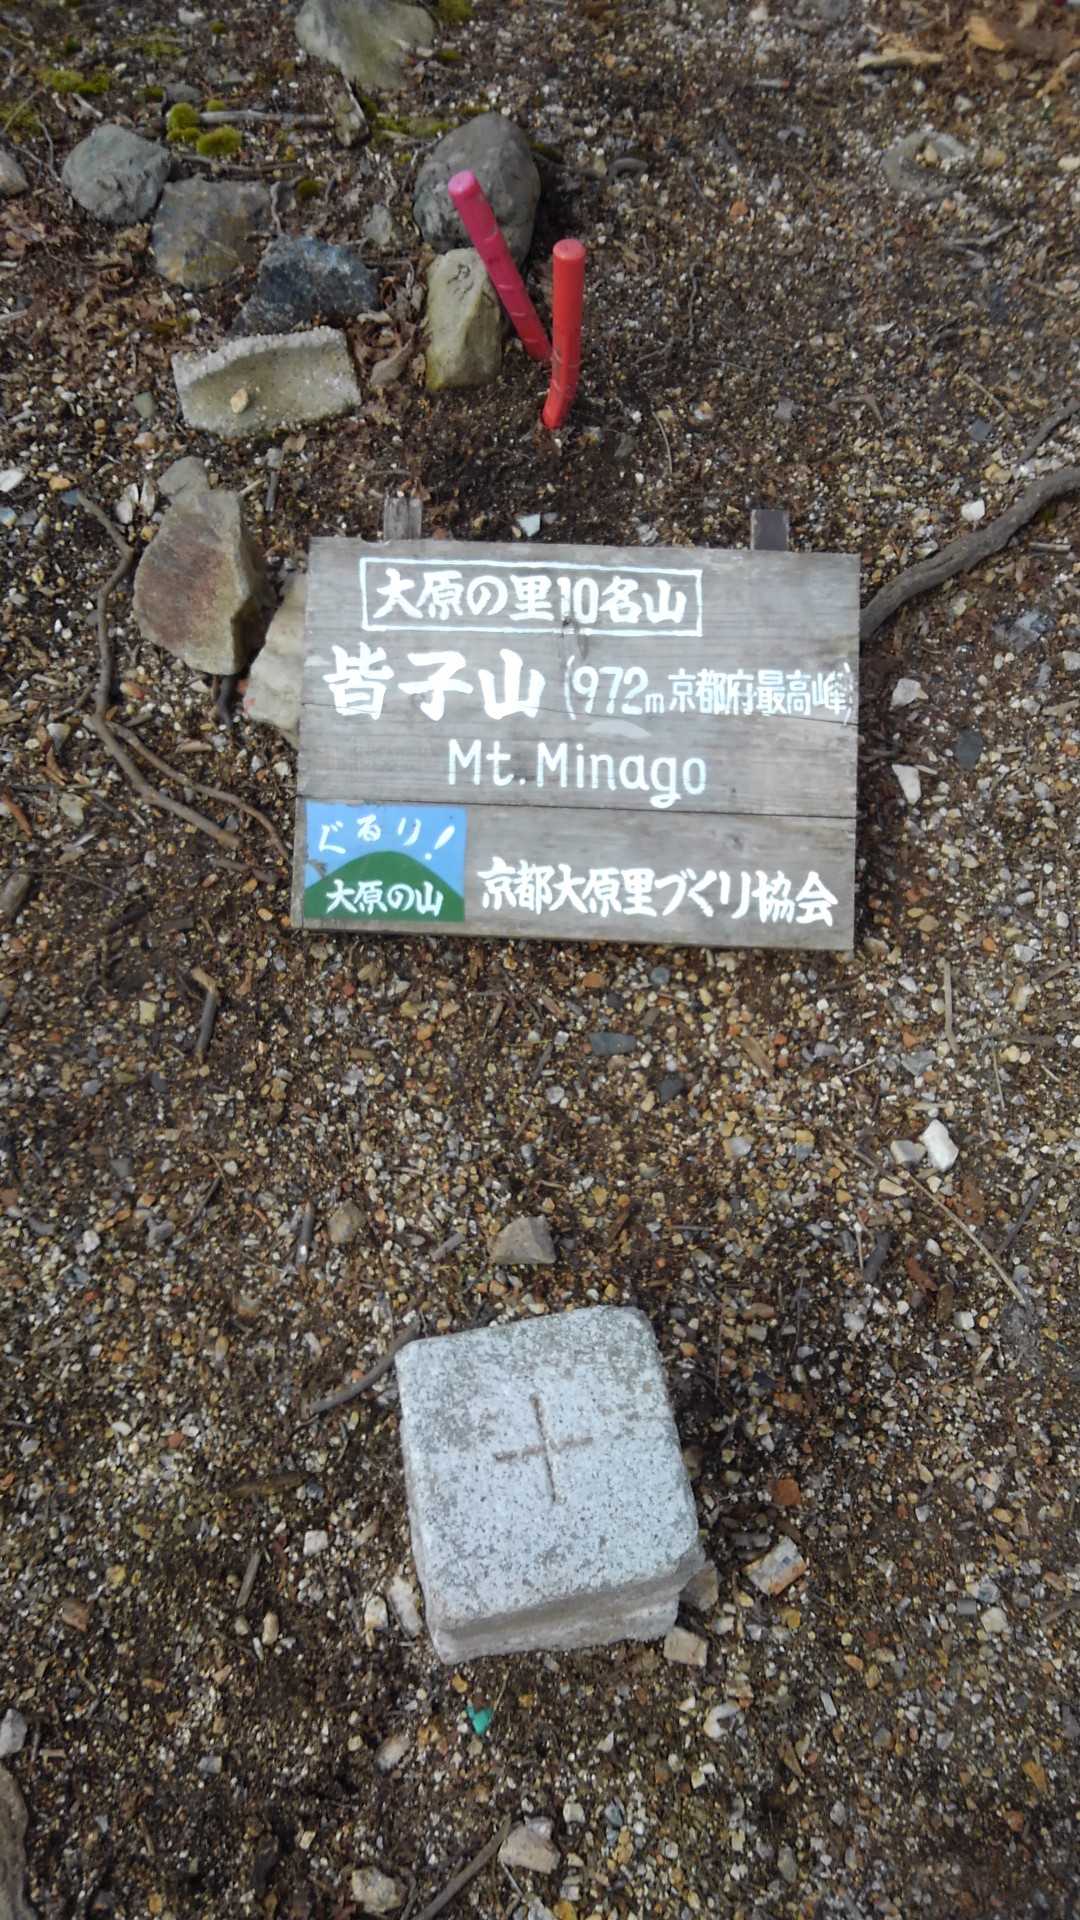 大原の里10名山
皆子山 (972m 京都府最高峰)
Mt. Minago
ぐるり!
大原の山
京都大原里づくり協会